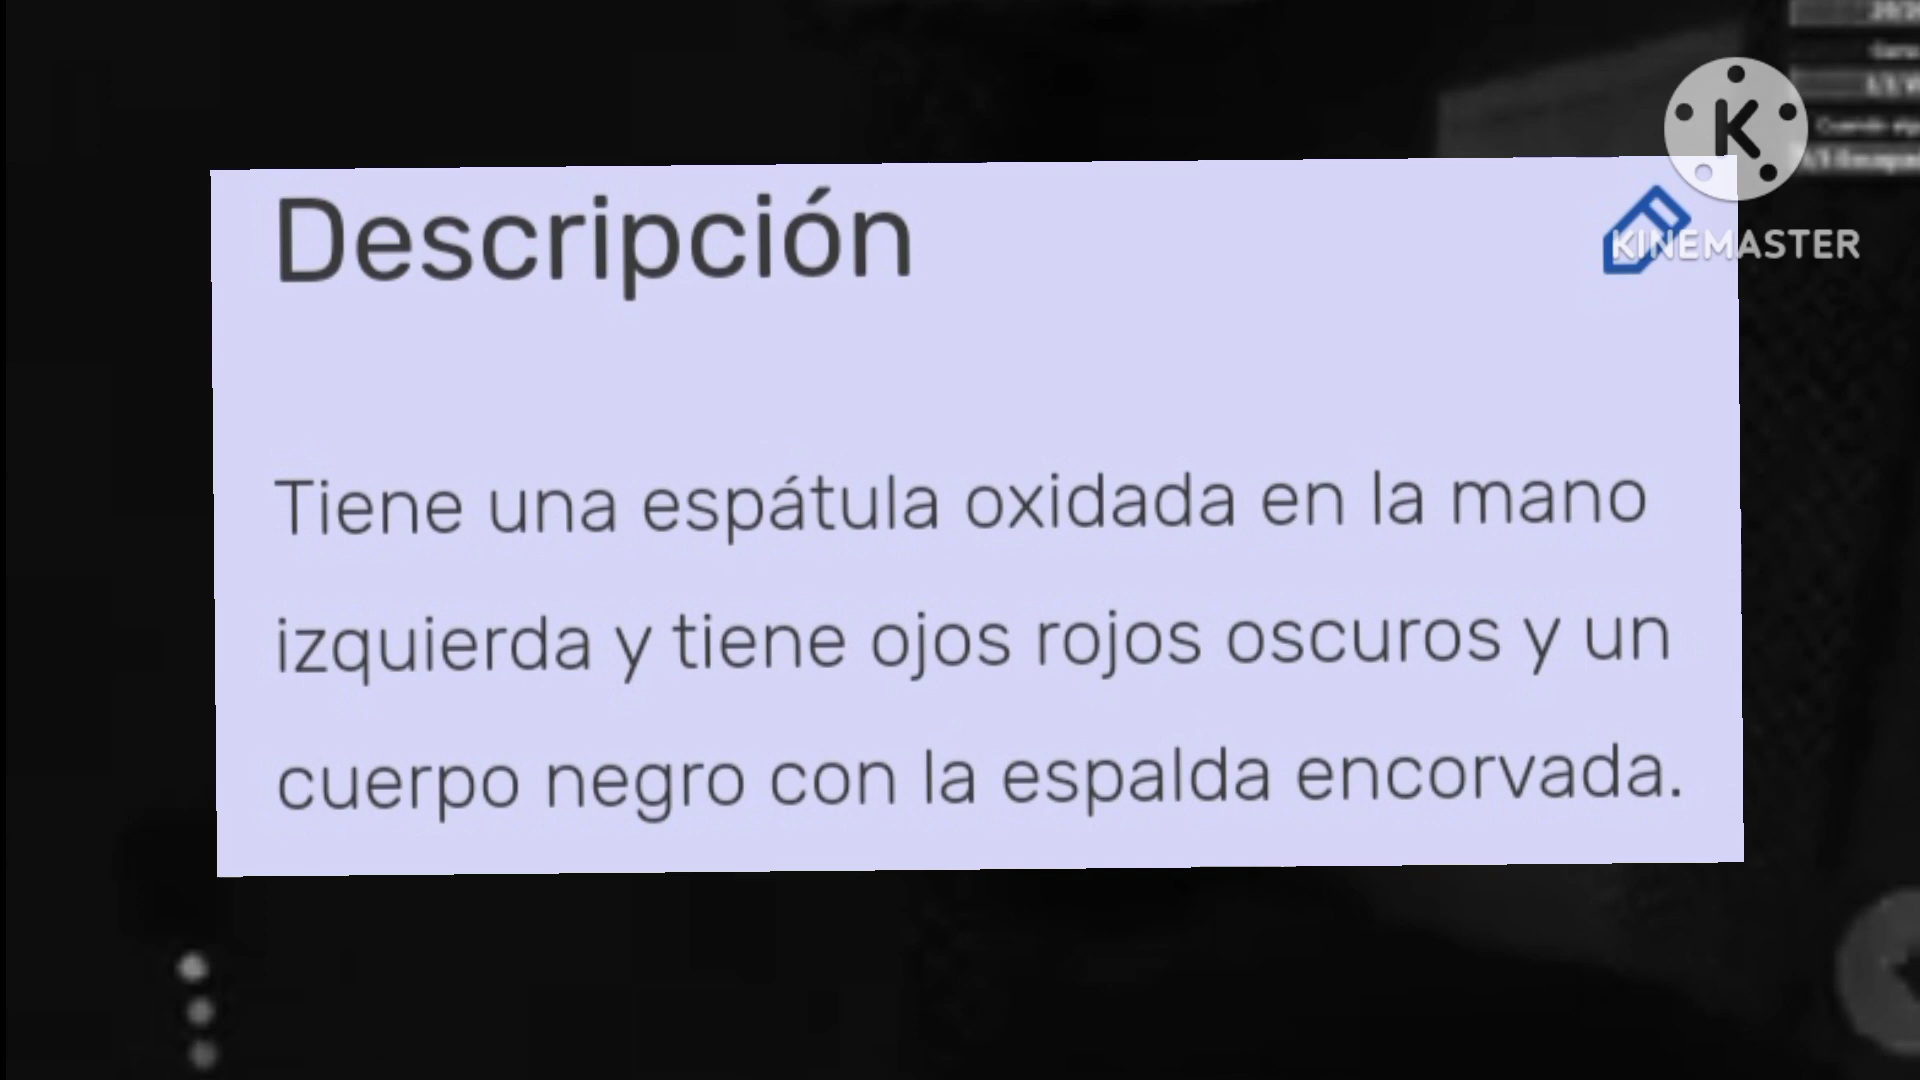 Descripción
K
KINEMASTER
Tiene una espátula oxidada en la mano
izquierda y tiene ojos rojos oscuros y un
cuerpo negro con la espalda encorvada.